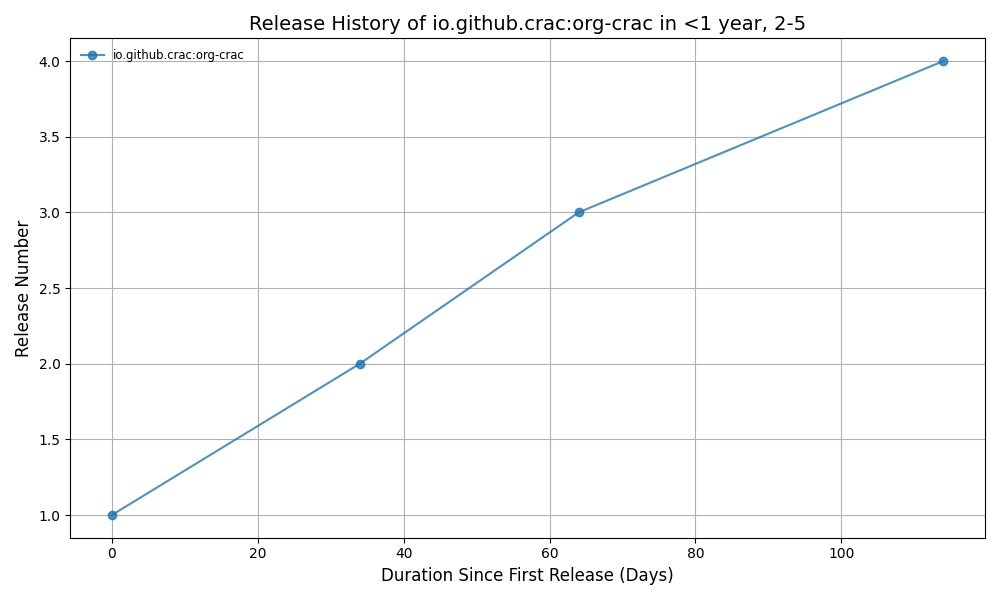 Release History of io.github.crac:org-crac in <1 year, 2-5
io.github.crac:org-crac
4.0
3.5
3.0
2.5
2.0
1.5
1.0
Release Number
0 20 40 60 80 100
Duration Since First Release (Days)